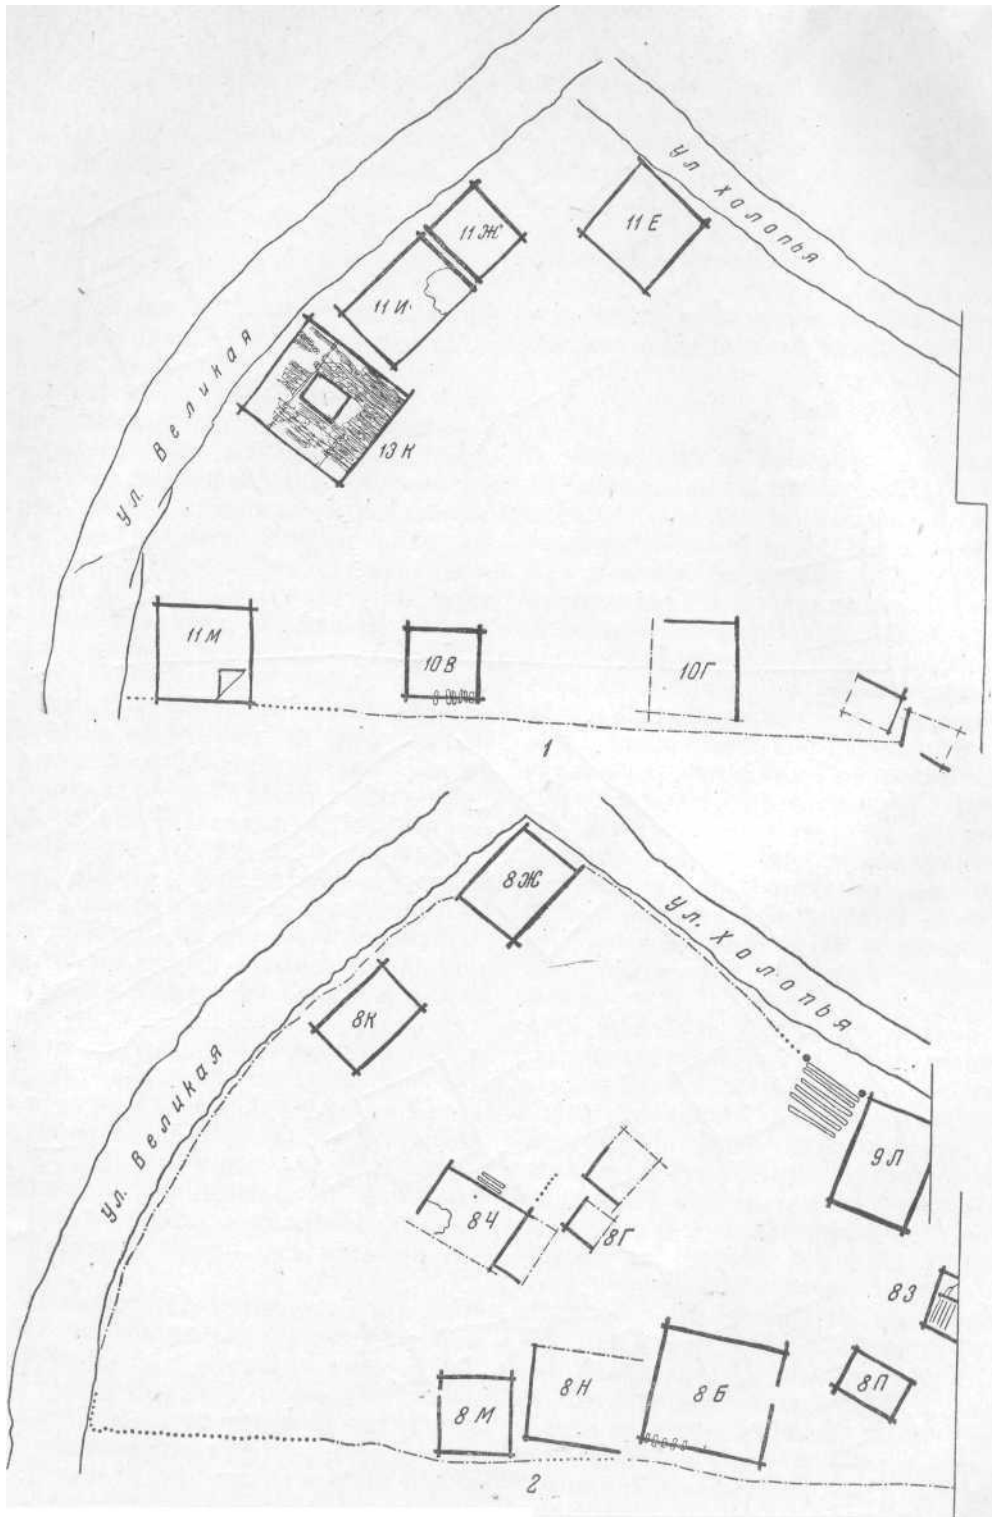 ул. Холопья
11 Ж
11 Е
11 И
ул. Великая
13 К
11 М
10 В
10 Г
1
8 Ж
ул. Холопья
8 К
ул. Великая
9 Л
8 Ч
8 Г
8 З
8 П
8 Н
8 Б
8 М
2